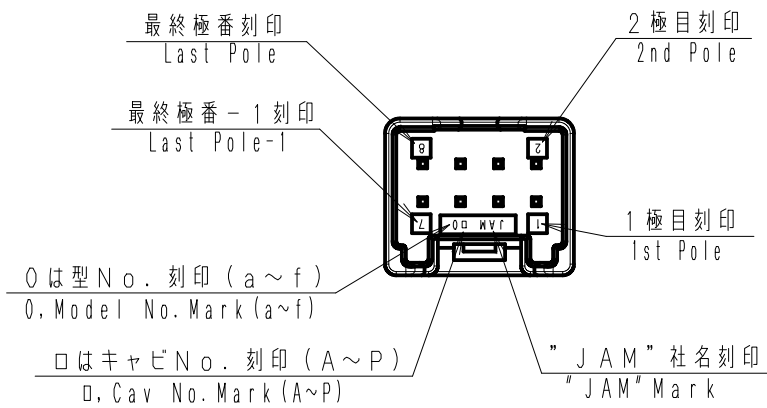 最終極番刻印
Last Pole
2極目刻印
2nd Pole
最終極番-1刻印
Last Pole-1
8
2
7
JAM □O
1
1極目刻印
1st Pole
Oは型No.刻印(a~f)
O,Model No.Mark(a~f)
□はキャビNo.刻印(A~P)
□,Cav No.Mark(A~P)
"JAM"社名刻印
"JAM"Mark